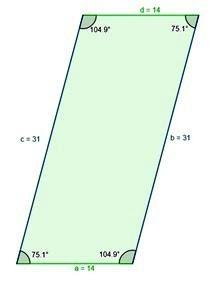 d = 14
104.9°
75.1°
c = 31
b = 31
75.1°
104.9°
a = 14